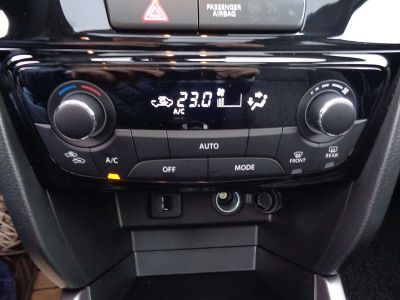 PASSENGER
AIRBAG
23.0
A/C
AUTO
A/C
OFF
MODE
FRONT
REAR